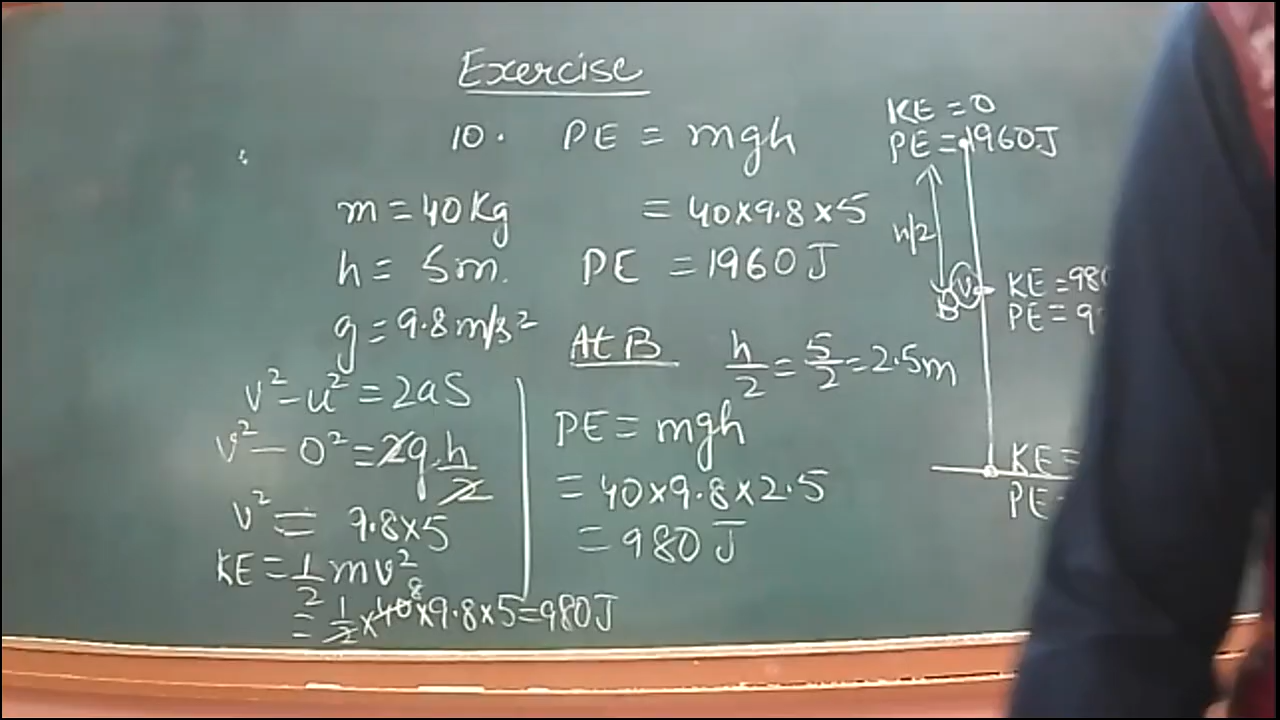 Exercise
10. PE = mgh
m = 40 Kg
= 40×9.8×5
h = 5m.
PE = 1960 J
g = 9.8 m/s²
At B h/2 = 5/2 = 2.5m
v² – u² = 2aS
v² – 0² = 2g.h/2
v² = 9.8×5
KE = 1/2 mv²
= 1/2 × 40 × 9.8 × 5 = 980J
PE = mgh
= 40×9.8×2.5
= 980 J
KE = 0
PE = 1960J
h/2
B
KE = 980
PE = 9
KE =
PE